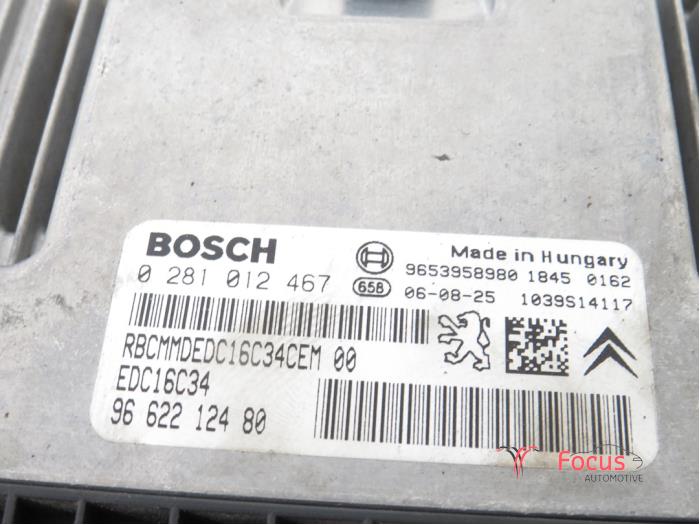 BOSCH
Made in Hungary
0 281 012 467
9653958980 1845 0162
658 06-08-25 1039S14117
RBCMMDEDC16C34CEM 00
EDC16C34
96 622 124 80
Focus
AUTOMOTIVE